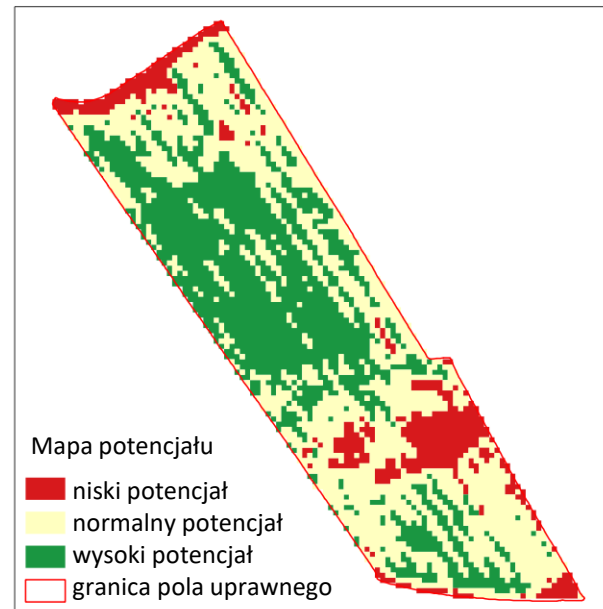 Mapa potencjału
niski potencjał
normalny potencjał
wysoki potencjał
granica pola uprawnego